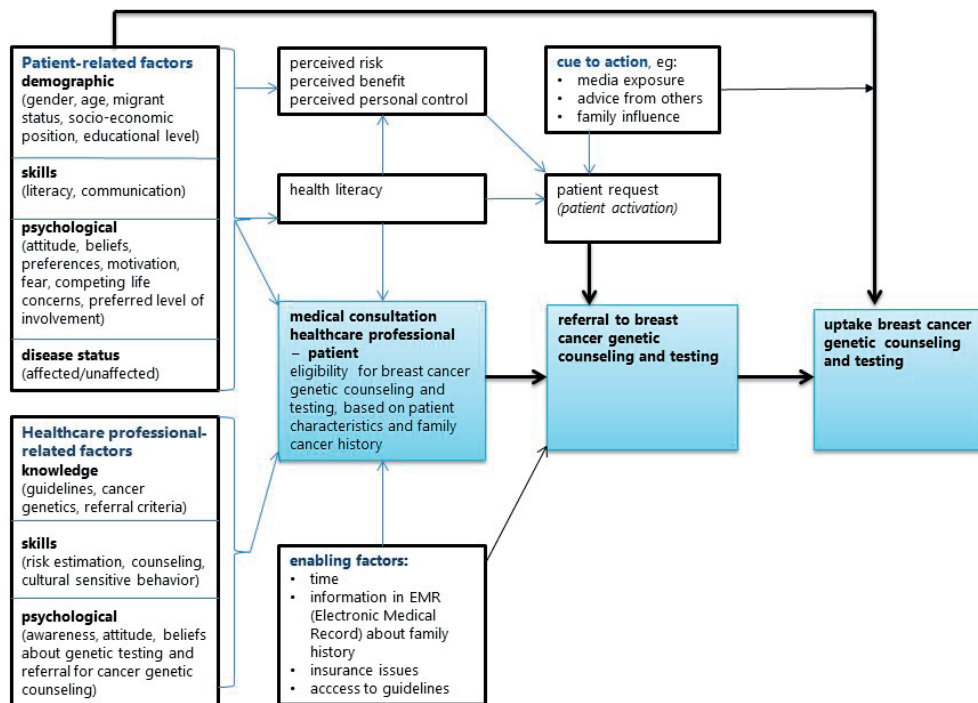 Patient-related factors
demographic
(gender, age, migrant
status, socio-economic
position, educational level)
skills
(literacy, communication)
psychological
(attitude, beliefs,
preferences, motivation,
fear, competing life
concerns, preferred level of
involvement)
disease status
(affected/unaffected)
Healthcare professional-
related factors
knowledge
(guidelines, cancer
genetics, referral criteria)
skills
(risk estimation, counseling,
cultural sensitive behavior)
psychological
(awareness, attitude, beliefs
about genetic testing and
referral for cancer genetic
counseling)
perceived risk
perceived benefit
perceived personal control
health literacy
medical consultation
healthcare professional
– patient
eligibility for breast cancer
genetic counseling and
testing, based on patient
characteristics and family
cancer history
enabling factors:
• time
• information in EMR
(Electronic Medical
Record) about family
history
• insurance issues
• acccess to guidelines
cue to action, eg:
• media exposure
• advice from others
• family influence
patient request
(patient activation)
referral to breast
cancer genetic
counseling and testing
uptake breast cancer
genetic counseling
and testing